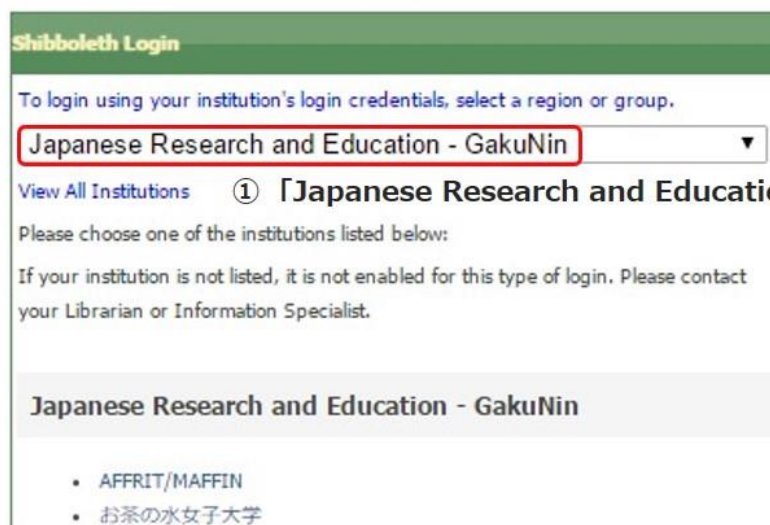 Shibboleth Login
To login using your institution's login credentials, select a region or group.
Japanese Research and Education - GakuNin
View All Institutions ①「Japanese Research and Educati
Please choose one of the institutions listed below:
If your institution is not listed, it is not enabled for this type of login. Please contact
your Librarian or Information Specialist.
Japanese Research and Education - GakuNin
• AFFRIT/MAFFIN
• お茶の水女子大学